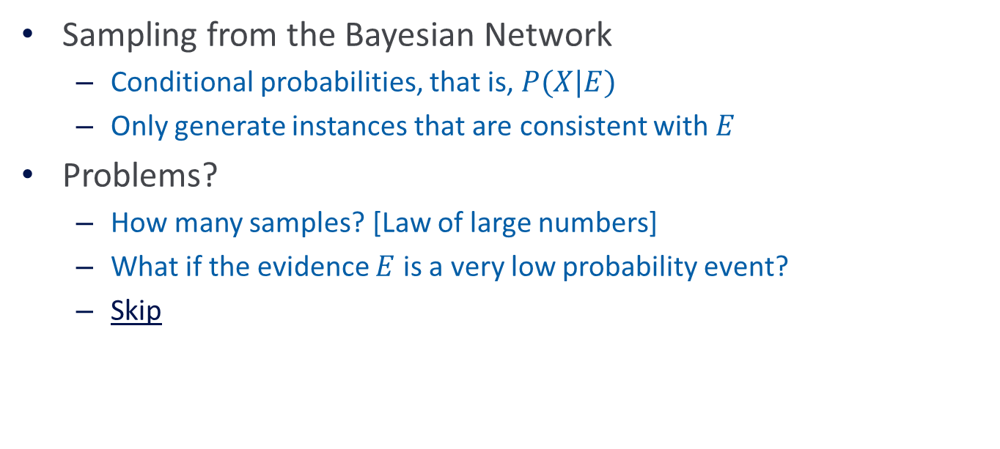 • Sampling from the Bayesian Network
– Conditional probabilities, that is, P(X|E)
– Only generate instances that are consistent with E
• Problems?
– How many samples? [Law of large numbers]
– What if the evidence E is a very low probability event?
– Skip